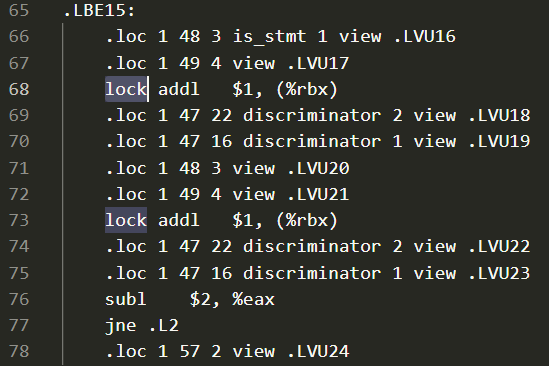 65 .LBE15:
66 .loc 1 48 3 is_stmt 1 view .LVU16
67 .loc 1 49 4 view .LVU17
68 lock addl $1, (%rbx)
69 .loc 1 47 22 discriminator 2 view .LVU18
70 .loc 1 47 16 discriminator 1 view .LVU19
71 .loc 1 48 3 view .LVU20
72 .loc 1 49 4 view .LVU21
73 lock addl $1, (%rbx)
74 .loc 1 47 22 discriminator 2 view .LVU22
75 .loc 1 47 16 discriminator 1 view .LVU23
76 subl $2, %eax
77 jne .L2
78 .loc 1 57 2 view .LVU24